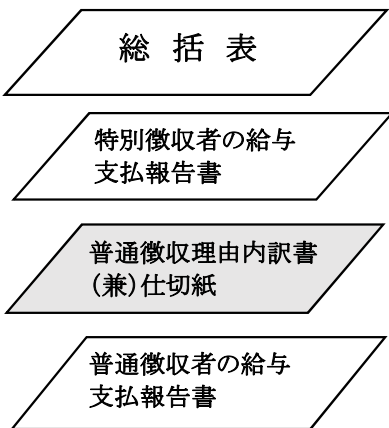 総 括 表
特別徴収者の給与
支払報告書
普通徴収理由内訳書
(兼)仕切紙
普通徴収者の給与
支払報告書